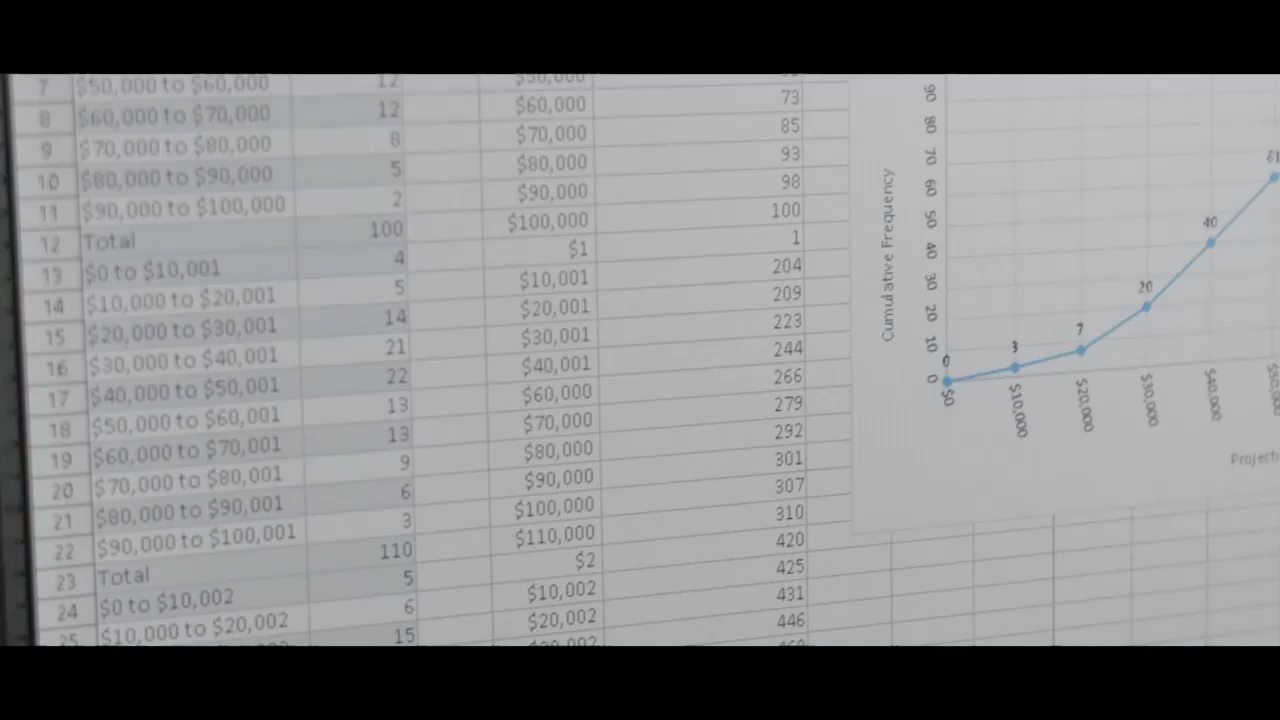 7 $50,000 to $60,000 12 $50,000
8 $60,000 to $70,000 12 $60,000 73
9 $70,000 to $80,000 8 $70,000 85
10 $80,000 to $90,000 5 $80,000 93
11 $90,000 to $100,000 2 $90,000 98
12 Total 100 $100,000 100
13 $0 to $10,001 4 $1 1
14 $10,000 to $20,001 5 $10,001 204
15 $20,000 to $30,001 14 $20,001 209
16 $30,000 to $40,001 21 $30,001 223
17 $40,000 to $50,001 22 $40,001 244
18 $50,000 to $60,001 13 $60,000 266
19 $60,000 to $70,001 13 $70,000 279
20 $70,000 to $80,001 9 $80,000 292
21 $80,000 to $90,001 6 $90,000 301
22 $90,000 to $100,001 3 $100,000 307
23 Total 110 $110,000 310
24 $0 to $10,002 5 $2 420
25 $10,000 to $20,002 6 $10,002 425
15 $20,002 431
446
Cumulative Frequency
90
80
70
60
50
40
30
20
10
0
0 3 7 20 40 61
$0 $10,000 $20,000 $30,000 $40,000
Projecti